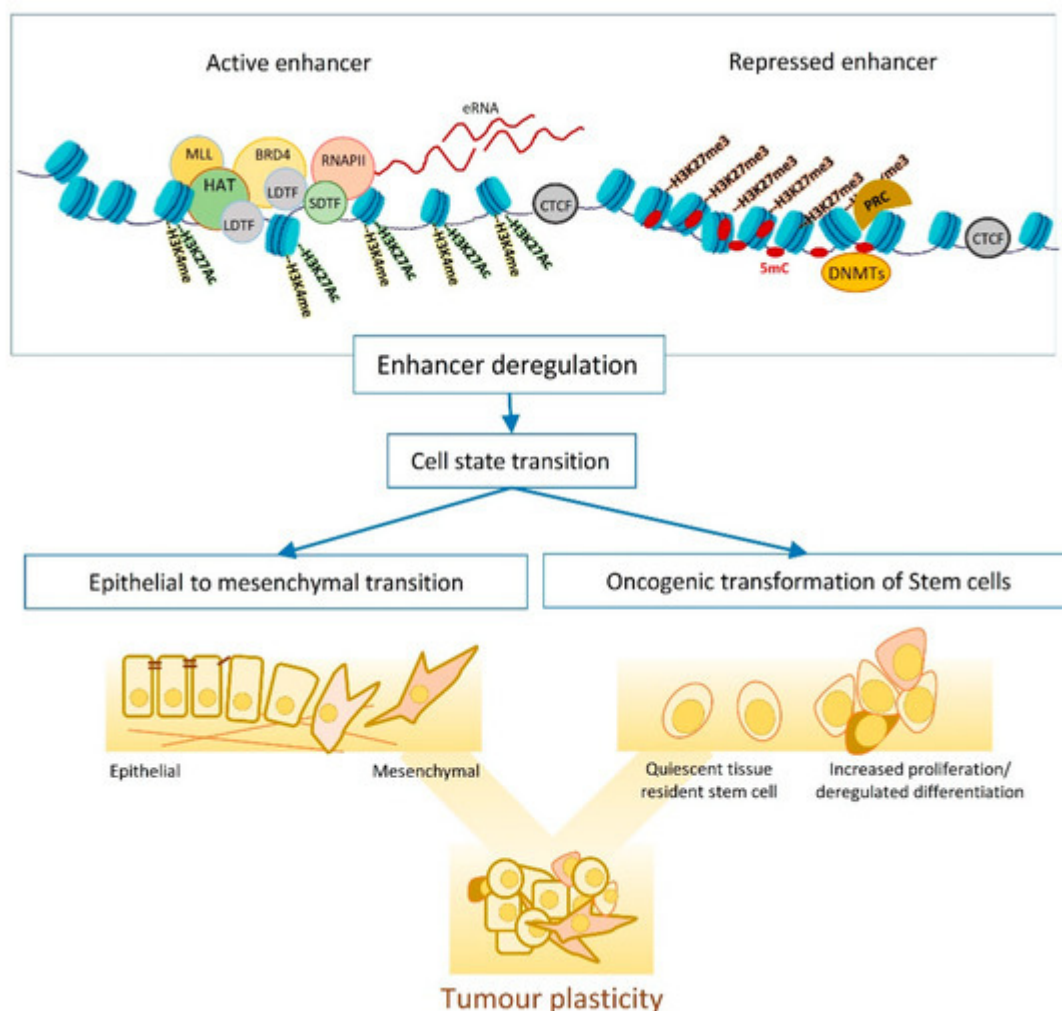 Active enhancer
Repressed enhancer
eRNA
MLL
BRD4
RNAPII
HAT
LDTF
SDTF
LDTF
CTCF
--H3K4me
--H3K27Ac
--H3K4me
--H3K27Ac
--H3K4me
--H3K27Ac
--H3K4me
--H3K27Ac
--H3K4me
--H3K27Ac
--H3K27me3
--H3K27me3
--H3K27me3
--H3K27me3
--H3K27me3
me3
PRC
CTCF
5mC
DNMTs
Enhancer deregulation
Cell state transition
Epithelial to mesenchymal transition
Oncogenic transformation of Stem cells
Epithelial
Mesenchymal
Quiescent tissue
resident stem cell
Increased proliferation/
deregulated differentiation
Tumour plasticity